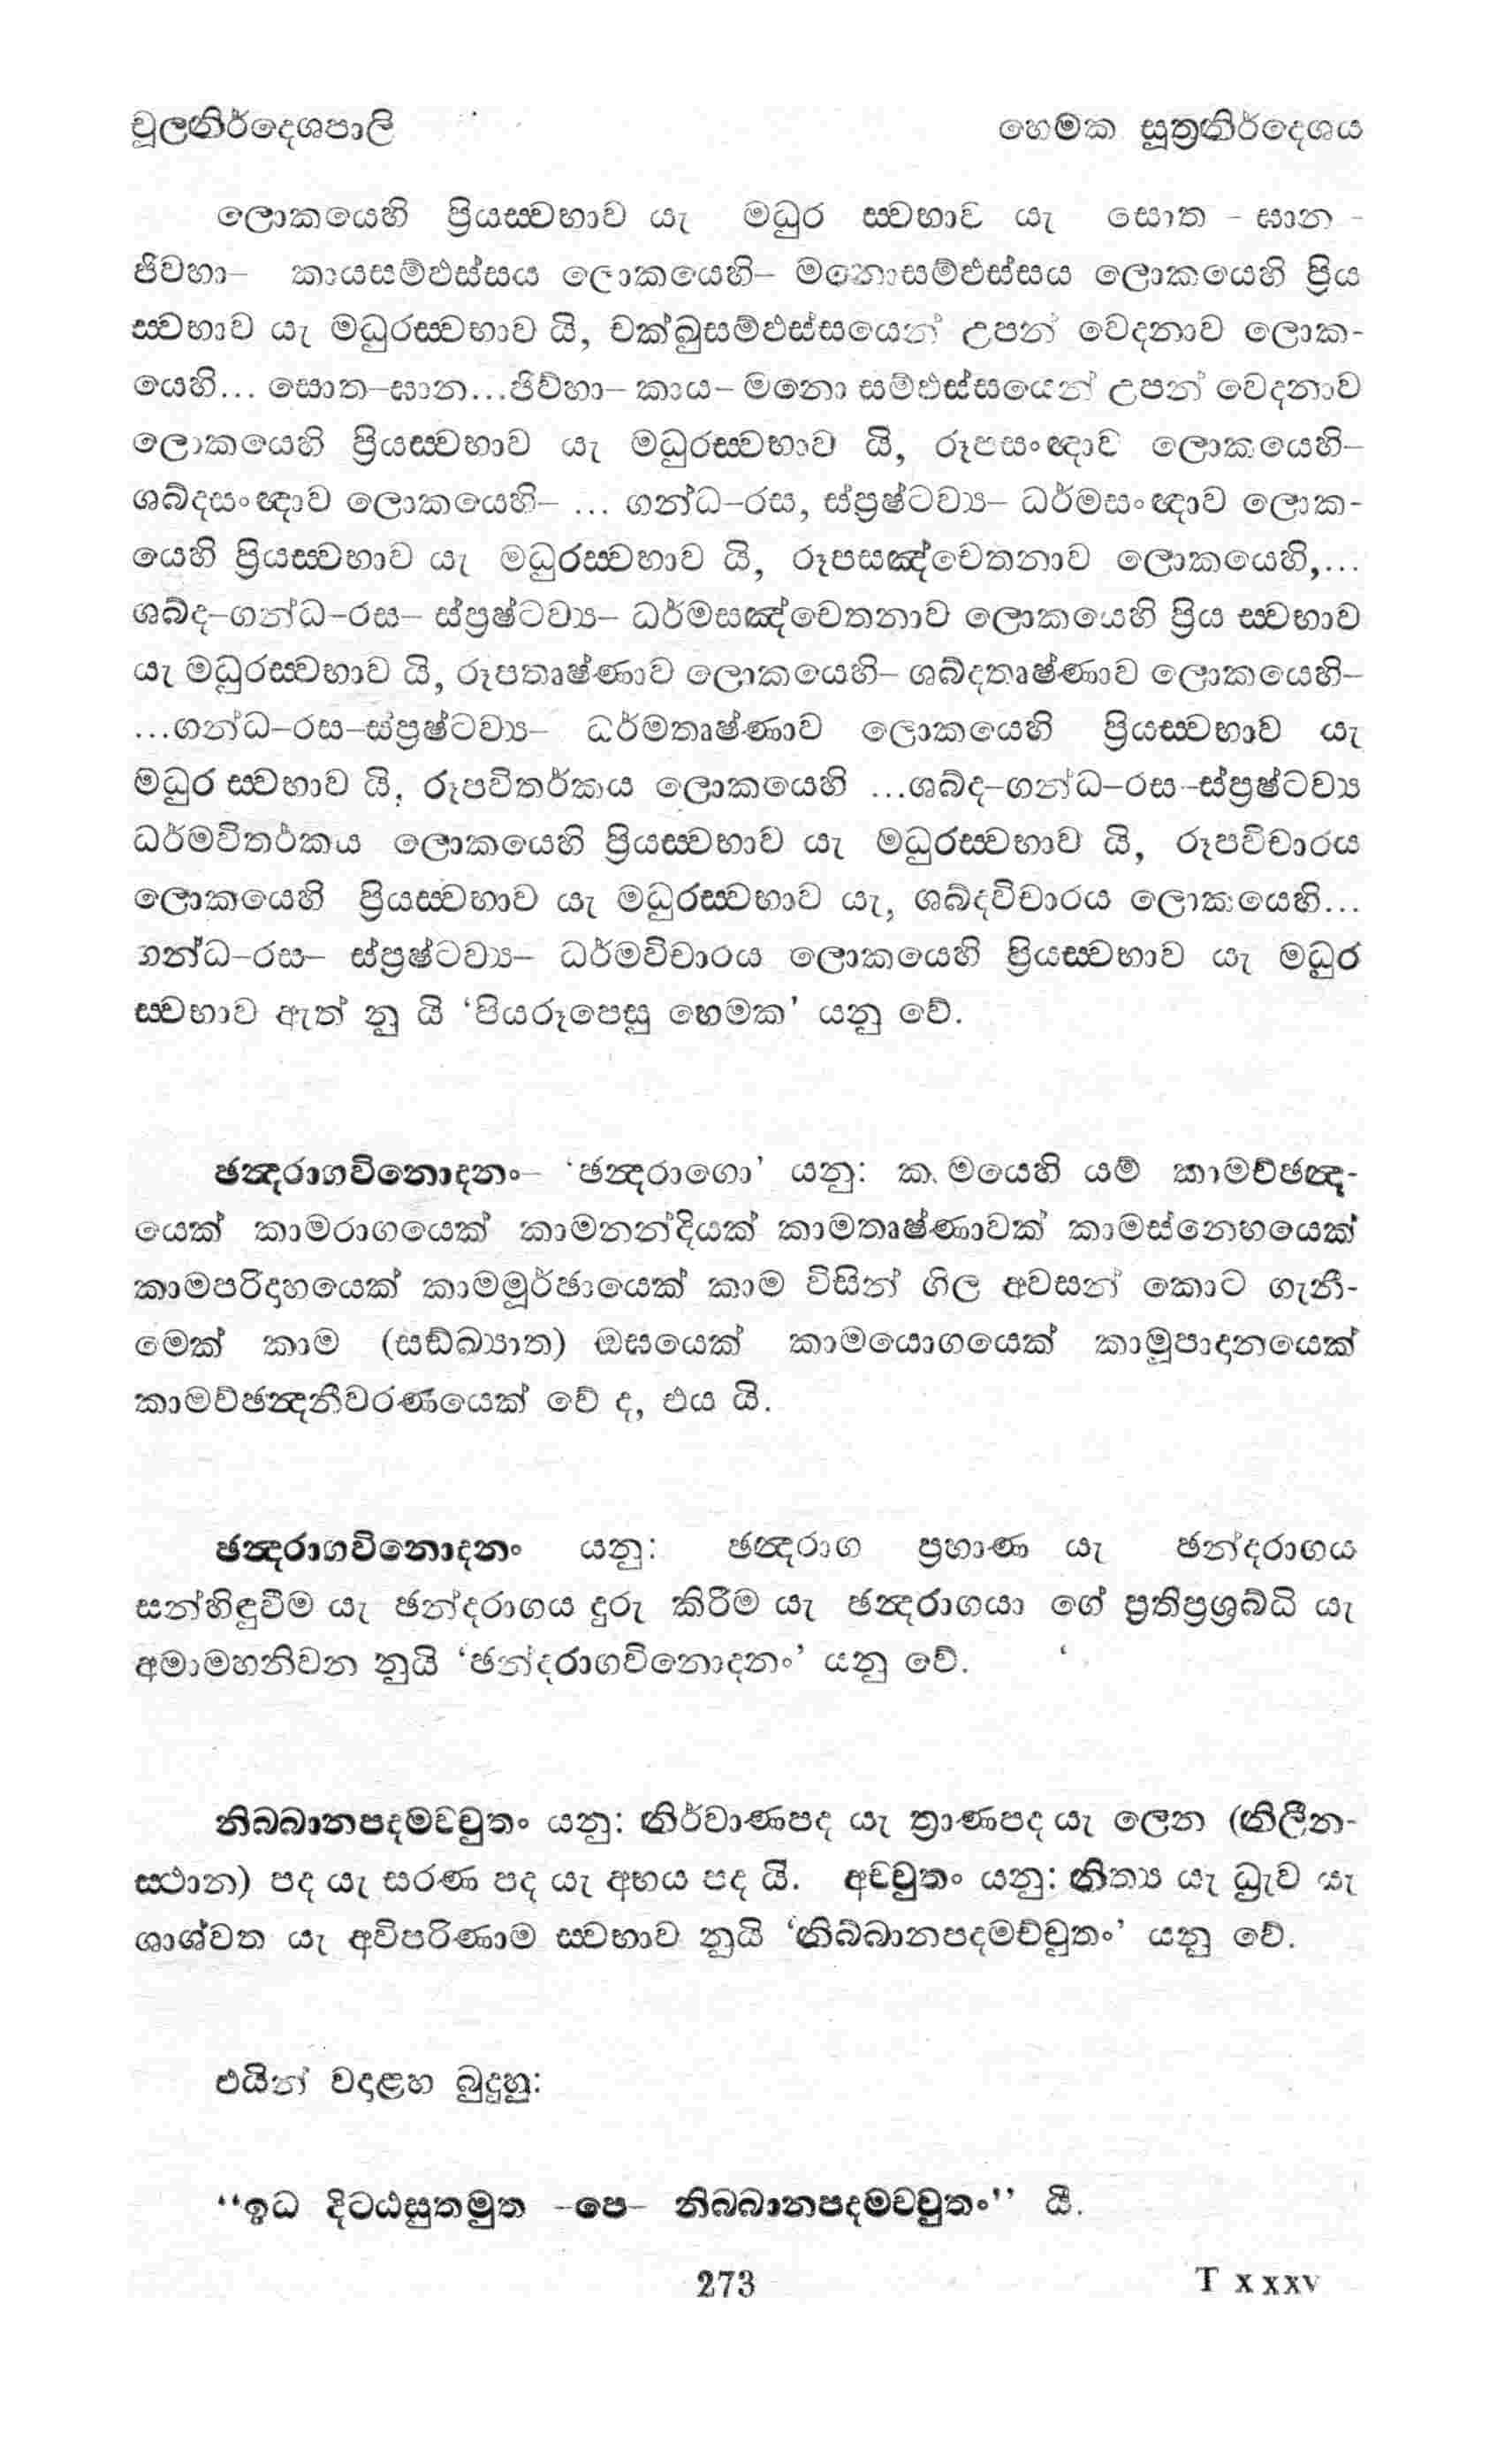 චූලනිර්දෙශපාලි හෙමක සූත්‍රනිර්දෙශය
ලොකයෙහි ප්‍රියස්වභාව යැ මධුර ස්වභාව යැ සොත - ඝාන -
ජිවහා- කායසම්ඵස්සය ලොකයෙහි- මනොසම්ඵස්සය ලොකයෙහි ප්‍රිය
ස්වභාව යැ මධුරස්වභාව යි, චක්ඛුසම්ඵස්සයෙන් උපන් වෙදනාව ලොක-
යෙහි... සොත-ඝාන...ජිව්හා- කාය- මනො සම්ඵස්සයෙන් උපන් වෙදනාව
ලොකයෙහි ප්‍රියස්වභාව යැ මධුරස්වභාව යි, රූපසංඥාව ලොකයෙහි-
ශබ්දසංඥාව ලොකයෙහි- ... ගන්ධ-රස, ස්ප්‍රෂ්ටව්‍ය- ධර්මසංඥාව ලොක-
යෙහි ප්‍රියස්වභාව යැ මධුරස්වභාව යි, රූපසඤ්චෙතනාව ලොකයෙහි,...
ශබ්ද-ගන්ධ-රස- ස්ප්‍රෂ්ටව්‍ය- ධර්මසඤ්චෙතනාව ලොකයෙහි ප්‍රිය ස්වභාව
යැ මධුරස්වභාව යි, රූපතෘෂ්ණාව ලොකයෙහි- ශබ්දතෘෂ්ණාව ලොකයෙහි-
...ගන්ධ-රස-ස්ප්‍රෂ්ටව්‍ය- ධර්මතෘෂ්ණාව ලොකයෙහි ප්‍රියස්වභාව යැ
මධුර ස්වභාව යි, රූපවිතර්කය ලොකයෙහි ...ශබ්ද-ගන්ධ-රස-ස්ප්‍රෂ්ටව්‍ය
ධර්මවිතර්කය ලොකයෙහි ප්‍රියස්වභාව යැ මධුරස්වභාව යි, රූපවිචාරය
ලොකයෙහි ප්‍රියස්වභාව යැ මධුරස්වභාව යැ, ශබ්දවිචාරය ලොකයෙහි...
ගන්ධ-රස- ස්ප්‍රෂ්ටව්‍ය- ධර්මවිචාරය ලොකයෙහි ප්‍රියස්වභාව යැ මධුර
ස්වභාව ඇත් නු යි ‘පියරූපෙසු හෙමක’ යනු වේ.
ඡන්‍දරාගවිනොදනං- ‘ඡන්‍දරාගො’ යනු: කාමයෙහි යම් කාමච්ඡන්‍ද-
යෙක් කාමරාගයෙක් කාමනන්දියක් කාමතෘෂ්ණාවක් කාමස්නෙහයෙක්
කාමපරිදාහයෙක් කාමමූර්ඡායෙක් කාම විසින් ගිල අවසන් කොට ගැනී-
මෙක් කාම (සඞ්ඛ්‍යාත) ඔඝයෙක් කාමයොගයෙක් කාමූපාදානයෙක්
කාමච්ඡන්‍දනීවරණයෙක් වේ ද, එය යි.
ඡන්‍දරාගවිනොදනං යනු: ඡන්‍දරාග ප්‍රහාණ යැ ඡන්දරාගය
සන්හිඳුවීම යැ ඡන්දරාගය දුරු කිරීම යැ ඡන්‍දරාගයා ගේ ප්‍රතිප්‍රශ්‍රබ්ධි යැ
අමාමහනිවන නුයි ‘ඡන්දරාගවිනොදනං’ යනු වේ.
නිබබානපදමචචුතං යනු: නිර්වාණපද යැ ත්‍රාණපද යැ ලෙන (නිලීන-
ස්ථාන) පද යැ සරණ පද යැ අභය පද යි. අච්චුතං යනු: නිත්‍ය යැ ධ්‍රැව යැ
ශාශ්වත යැ අවිපරිණාම ස්වභාව නුයි ‘නිබ්බානපදමච්චුතං’ යනු වේ.
එයින් වදාළහ බුදුහු:
“ඉධ දිටඨසුතමුත -පෙ- නිබබානපදමචචුතං” යි.
273 T xxxv